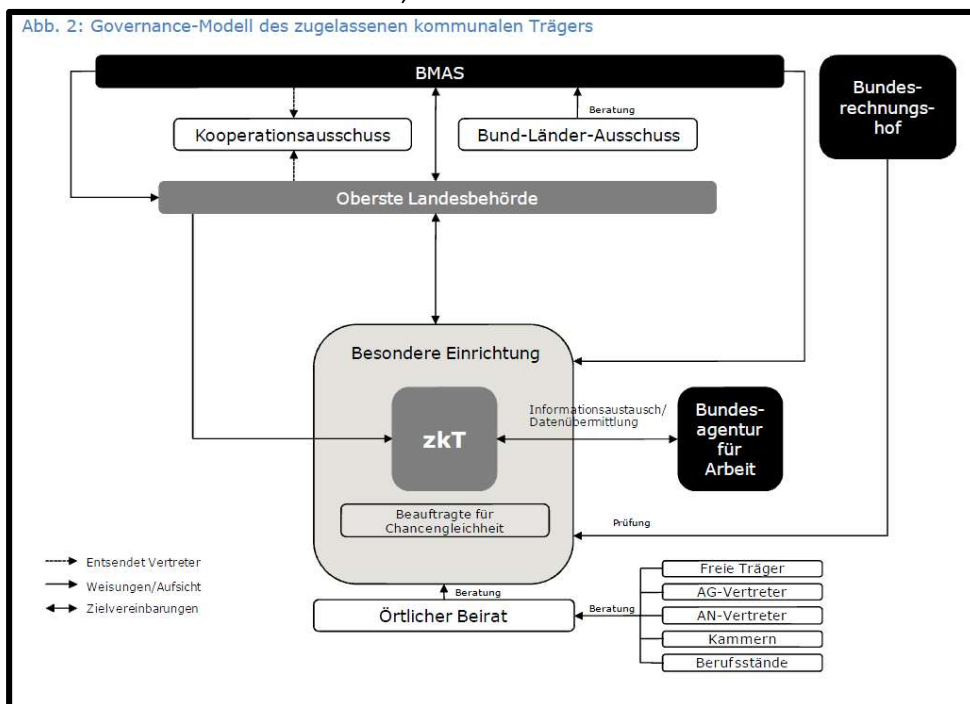 Abb. 2: Governance-Modell des zugelassenen kommunalen Trägers
BMAS
Bundes-
rechnungs-
hof
Beratung
Kooperationsausschuss
Bund-Länder-Ausschuss
Oberste Landesbehörde
Besondere Einrichtung
zkT
Informationsaustausch/
Datenübermittlung
Bundes-
agentur
für
Arbeit
Beauftragte für
Chancengleichheit
Prüfung
Entsendet Vertreter
Weisungen/Aufsicht
Zielvereinbarungen
Beratung
Örtlicher Beirat
Beratung
Freie Träger
AG-Vertreter
AN-Vertreter
Kammern
Berufsstände